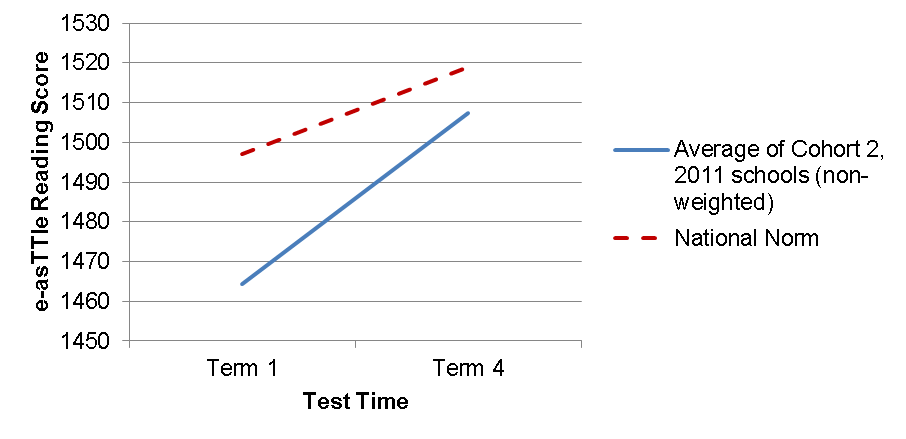 1530
1520
1510
1500
1490
1480
1470
1460
1450
e-asTTle Reading Score
Term 1
Term 4
Test Time
Average of Cohort 2,
2011 schools (non-
weighted)
National Norm